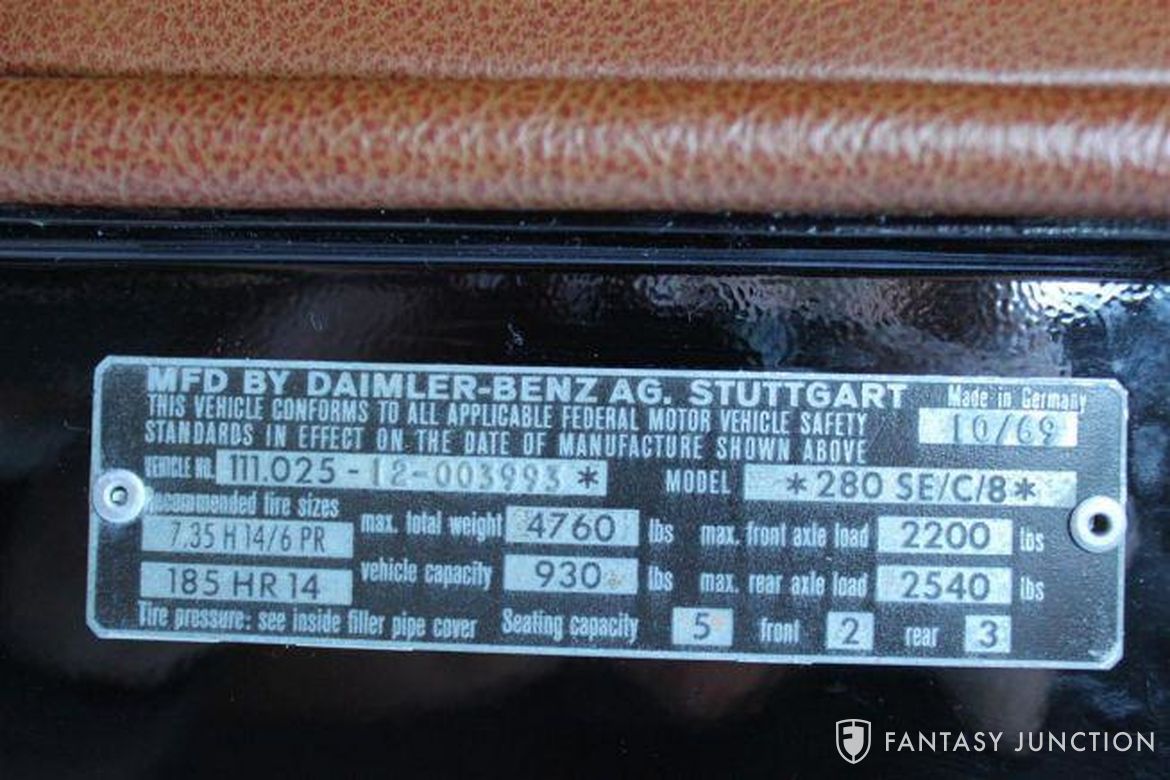 MFD BY DAIMLER-BENZ AG. STUTTGART Made in Germany
THIS VEHICLE CONFORMS TO ALL APPLICABLE FEDERAL MOTOR VEHICLE SAFETY 10/69
STANDARDS IN EFFECT ON THE DATE OF MANUFACTURE SHOWN ABOVE
VEHICLE NO. 111.025-12-003993* MODEL *280 SE/C/8*
Recommended tire sizes
7.35 H 14/6 PR max. total weight 4760 lbs max. front axle load 2200 lbs
185 HR 14 vehicle capacity 930 lbs max. rear axle load 2540 lbs
Tire pressure: see inside filler pipe cover Seating capacity 5 front 2 rear 3
FANTASY JUNCTION